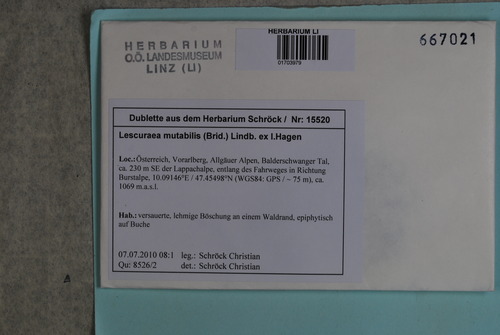 HERBARIUM LI
01703979
667021
HERBARIUM
O.Ö. LANDESMUSEUM
LINZ (LI)
Dublette aus dem Herbarium Schröck / Nr: 15520
Lescuraea mutabilis (Brid.) Lindb. ex I.Hagen
Loc.: Österreich, Vorarlberg, Allgäuer Alpen, Balderschwanger Tal,
ca. 230 m SE der Lappachalpe, entlang des Fahrweges in Richtung
Burstalpe, 10.09146°E / 47.45498°N (WGS84: GPS / ~ 75 m), ca.
1069 m.a.s.l.
Hab.: versauerte, lehmige Böschung an einem Waldrand, epiphytisch
auf Buche
07.07.2010 08:1 leg.: Schröck Christian
Qu: 8526/2 det.: Schröck Christian